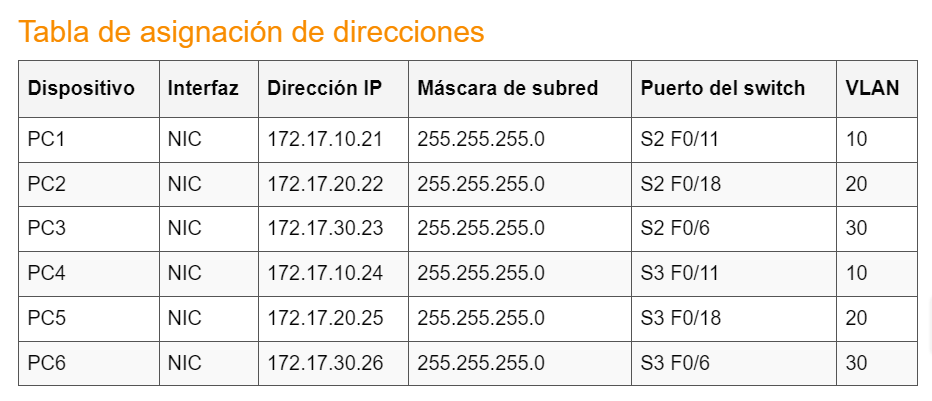 Tabla de asignación de direcciones
Dispositivo Interfaz Dirección IP Máscara de subred Puerto del switch VLAN
PC1 NIC 172.17.10.21 255.255.255.0 S2 F0/11 10
PC2 NIC 172.17.20.22 255.255.255.0 S2 F0/18 20
PC3 NIC 172.17.30.23 255.255.255.0 S2 F0/6 30
PC4 NIC 172.17.10.24 255.255.255.0 S3 F0/11 10
PC5 NIC 172.17.20.25 255.255.255.0 S3 F0/18 20
PC6 NIC 172.17.30.26 255.255.255.0 S3 F0/6 30